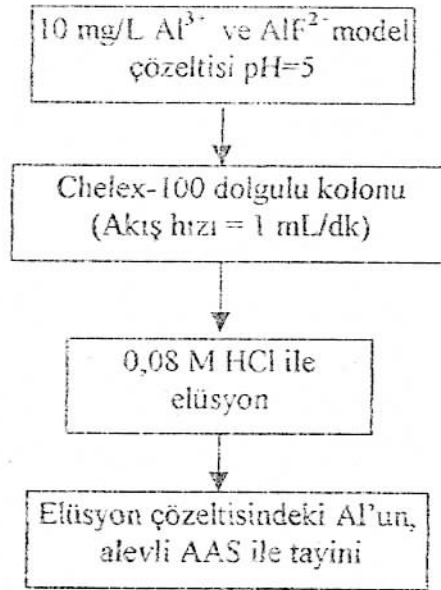 10 mg/L Al³⁺ ve AlF²⁺ model
çözeltisi pH=5
Chelex-100 dolgulu kolonu
(Akış hızı = 1 mL/dk)
0,08 M HCl ile
elüsyon
Elüsyon çözeltisindeki Al'un,
alevli AAS ile tayini